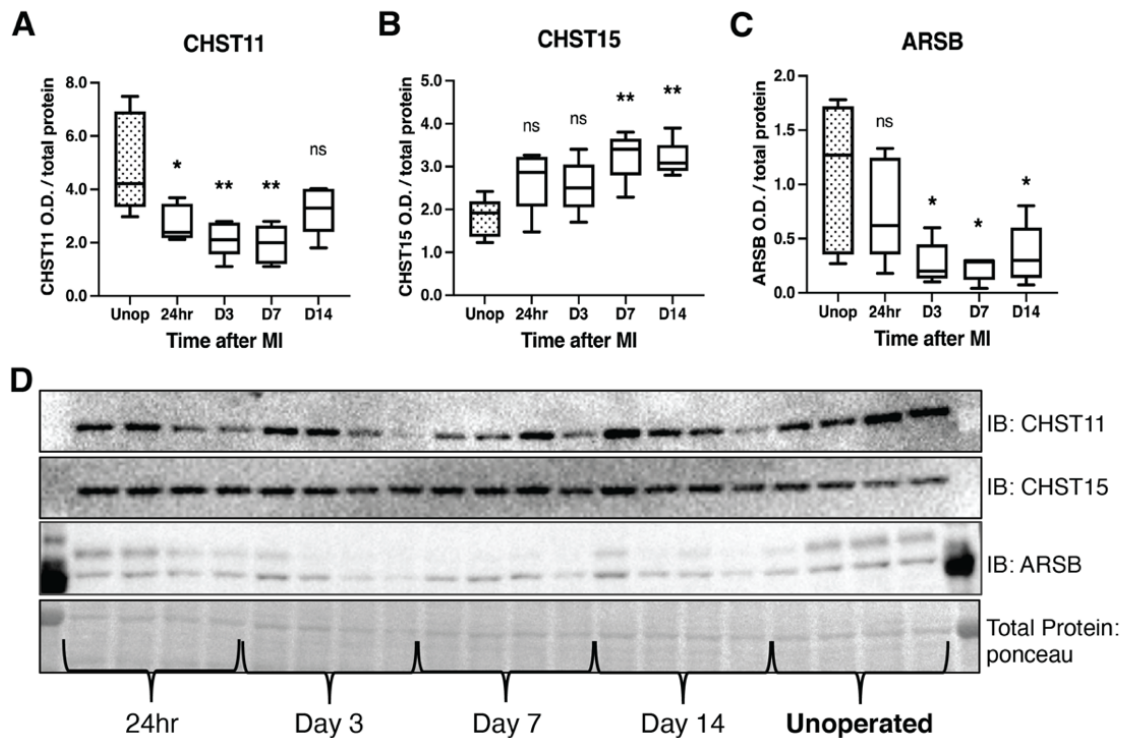 A
CHST11
CHST11 O.D. / total protein
8.0
6.0
4.0
2.0
0.0
*
**
**
ns
Unop 24hr D3 D7 D14
Time after MI
B
CHST15
CHST15 O.D. / total protein
5.0
4.0
3.0
2.0
1.0
0.0
ns
ns
**
**
Unop 24hr D3 D7 D14
Time after MI
C
ARSB
ARSB O.D. / total protein
2.0
1.5
1.0
0.5
0.0
ns
*
*
*
Unop 24hr D3 D7 D14
Time after MI
D
IB: CHST11
IB: CHST15
IB: ARSB
Total Protein:
ponceau
24hr Day 3 Day 7 Day 14 Unoperated